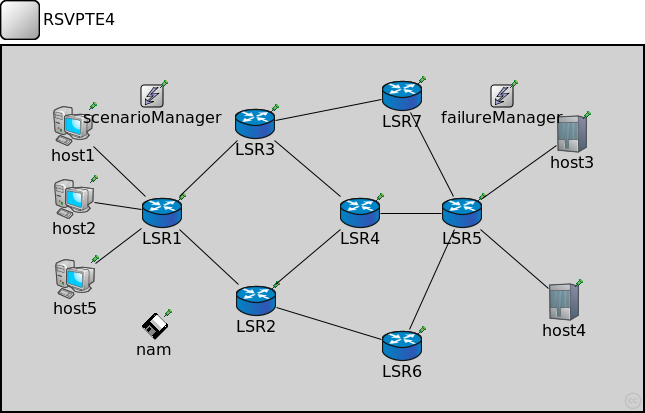 RSVPTE4
scenarioManager
failureManager
LSR7
LSR3
host1
host3
host2
LSR1
LSR4
LSR5
host5
LSR2
host4
nam
LSR6